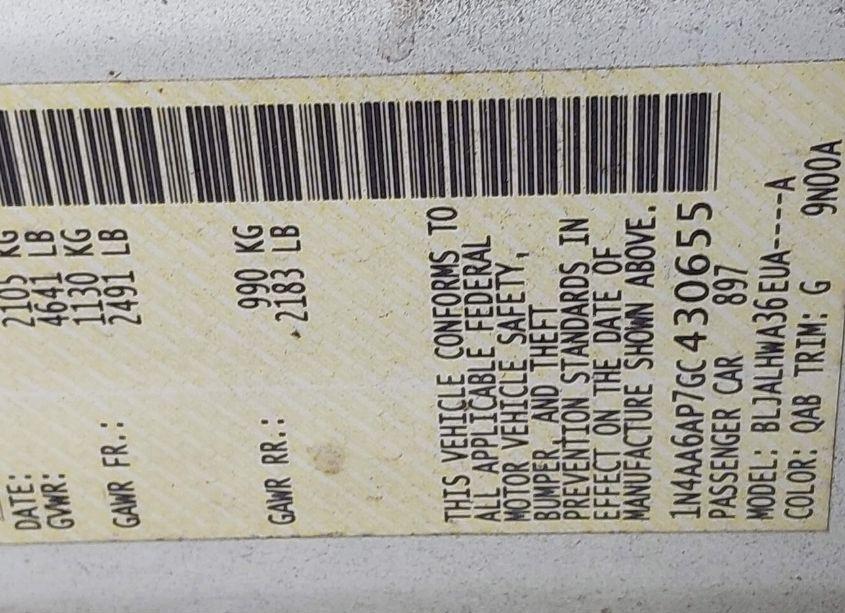 DATE:
GVWR: 2105 KG
4641 LB
GAWR FR.: 1130 KG
2491 LB
GAWR RR.: 990 KG
2183 LB
THIS VEHICLE CONFORMS TO
ALL APPLICABLE FEDERAL
MOTOR VEHICLE SAFETY,
BUMPER, AND THEFT
PREVENTION STANDARDS IN
EFFECT ON THE DATE OF
MANUFACTURE SHOWN ABOVE.
1N4AA6AP7GC430655
PASSENGER CAR 897
MODEL: BLJALHWA36EUA----A
COLOR: QAB TRIM: G 9N00A